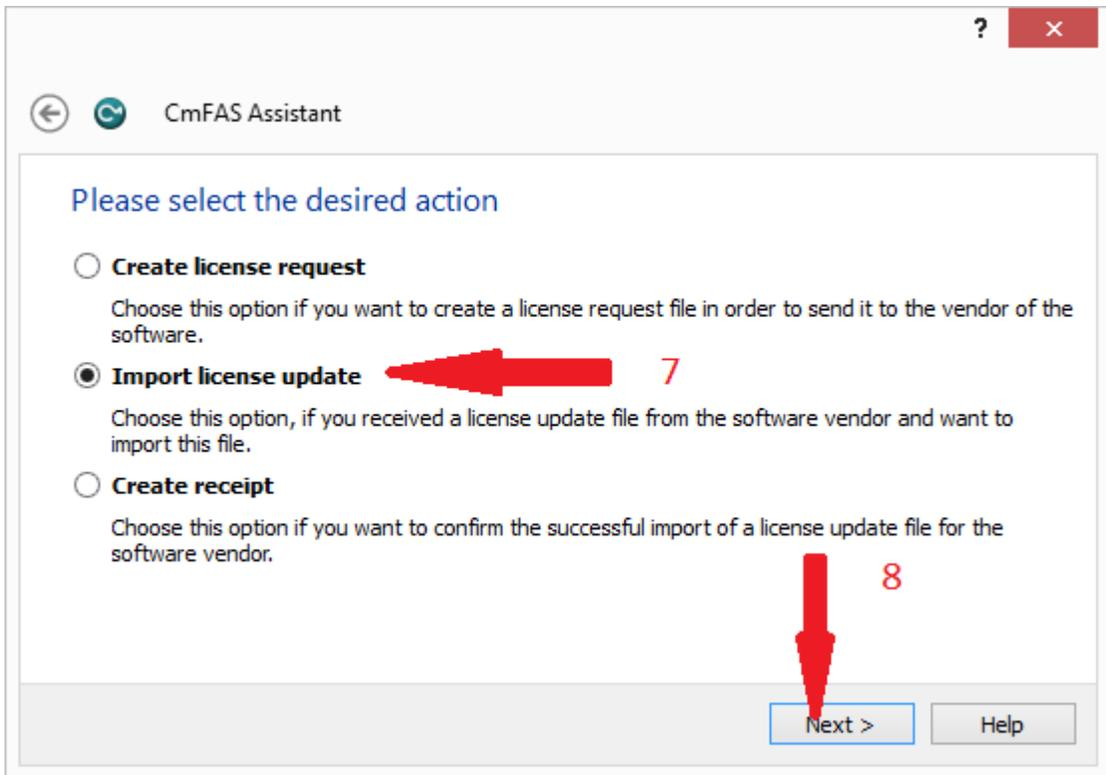 ?
CmFAS Assistant
Please select the desired action
Create license request
Choose this option if you want to create a license request file in order to send it to the vendor of the
software.
Import license update
7
Choose this option, if you received a license update file from the software vendor and want to
import this file.
Create receipt
Choose this option if you want to confirm the successful import of a license update file for the
software vendor.
8
Next >
Help